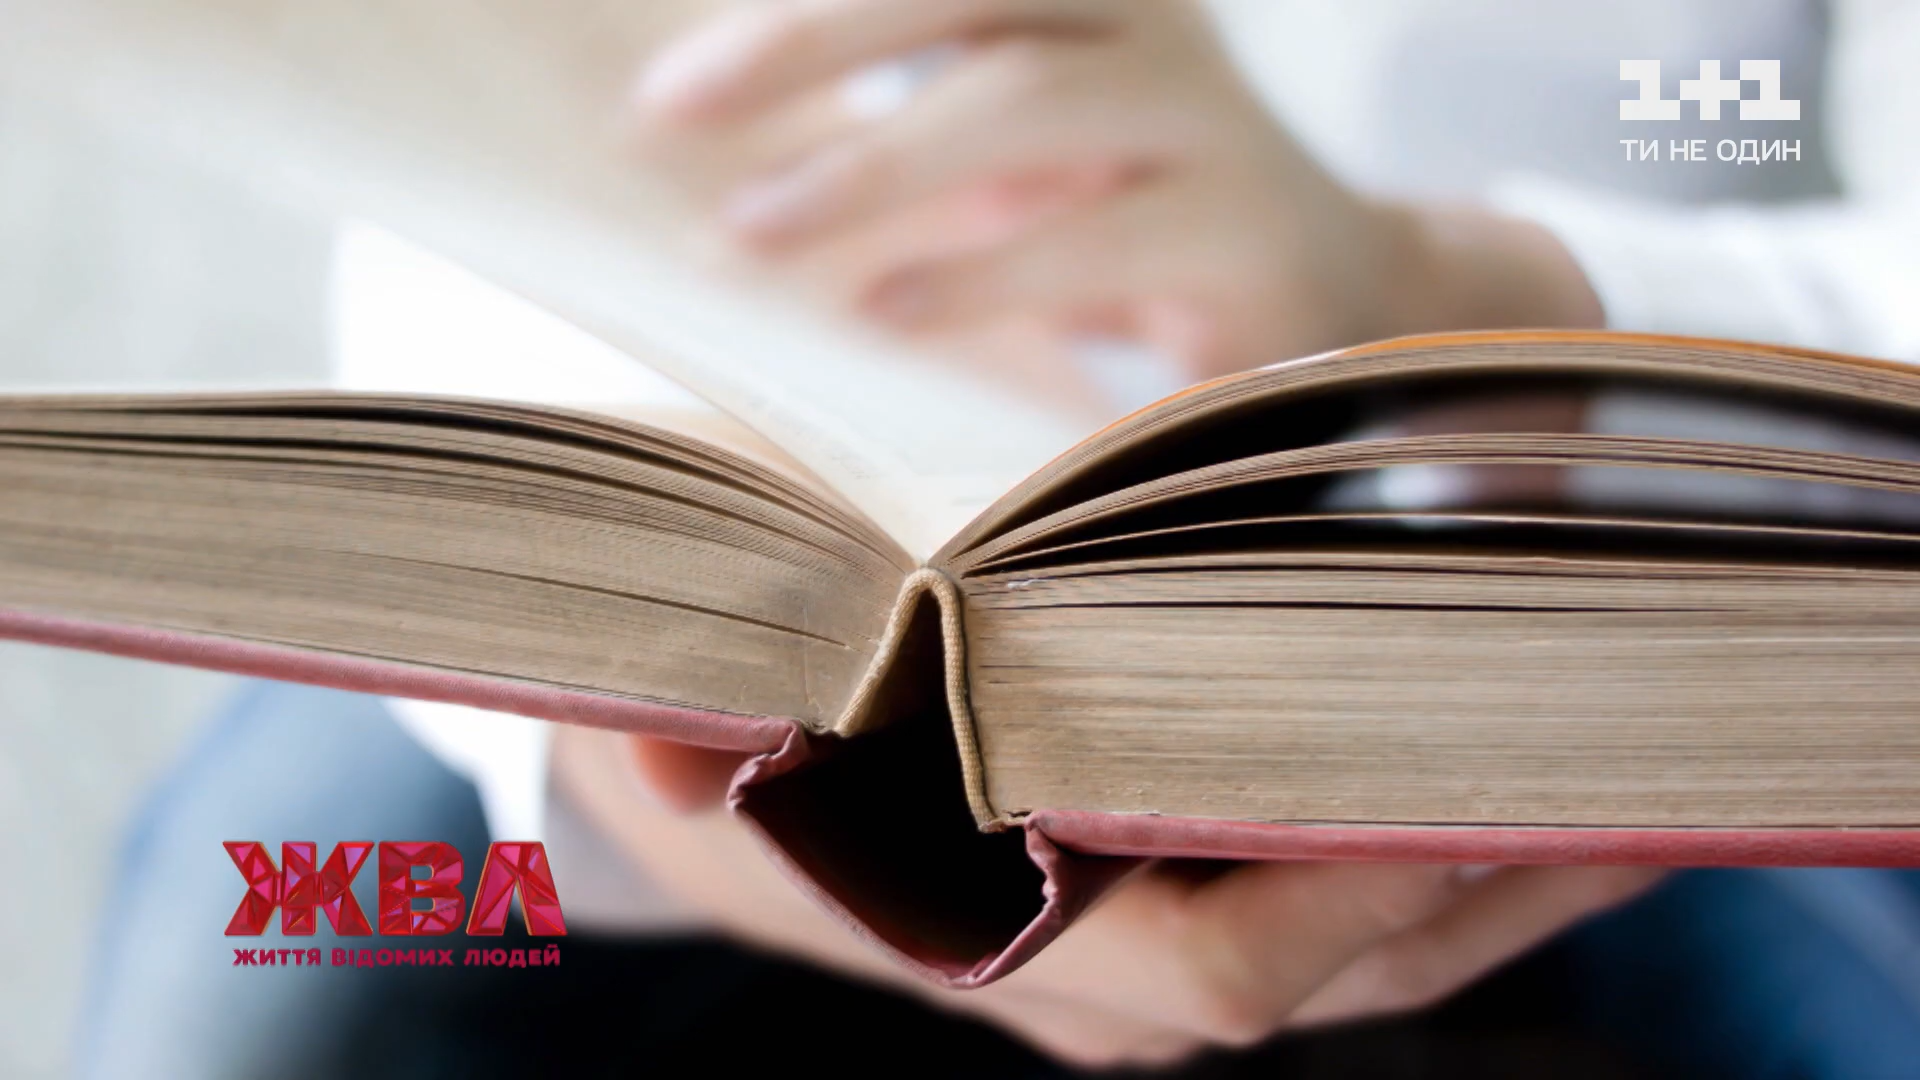 1+1
ТИ НЕ ОДИН
ЖВЛ
ЖИТТЯ ВІДОМИХ ЛЮДЕЙ